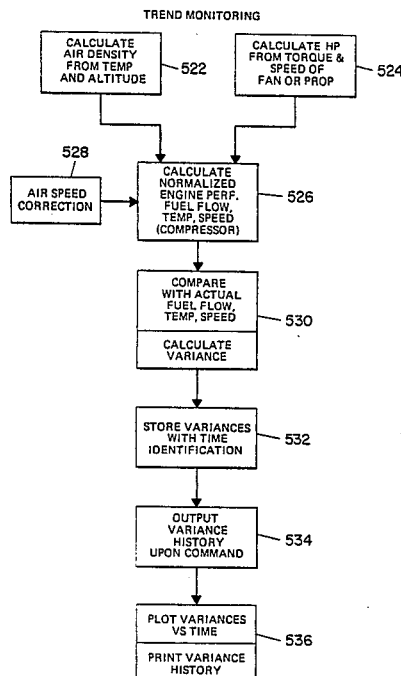 TREND MONITORING
CALCULATE
AIR DENSITY
FROM TEMP
AND ALTITUDE
522
CALCULATE HP
FROM TORQUE &
SPEED OF
FAN OR PROP
524
528
AIR SPEED
CORRECTION
CALCULATE
NORMALIZED
ENGINE PERF.
FUEL FLOW,
TEMP, SPEED
(COMPRESSOR)
526
COMPARE
WITH ACTUAL
FUEL FLOW,
TEMP, SPEED
CALCULATE
VARIANCE
530
STORE VARIANCES
WITH TIME
IDENTIFICATION
532
OUTPUT
VARIANCE
HISTORY
UPON COMMAND
534
PLOT VARIANCES
VS TIME
PRINT VARIANCE
HISTORY
536